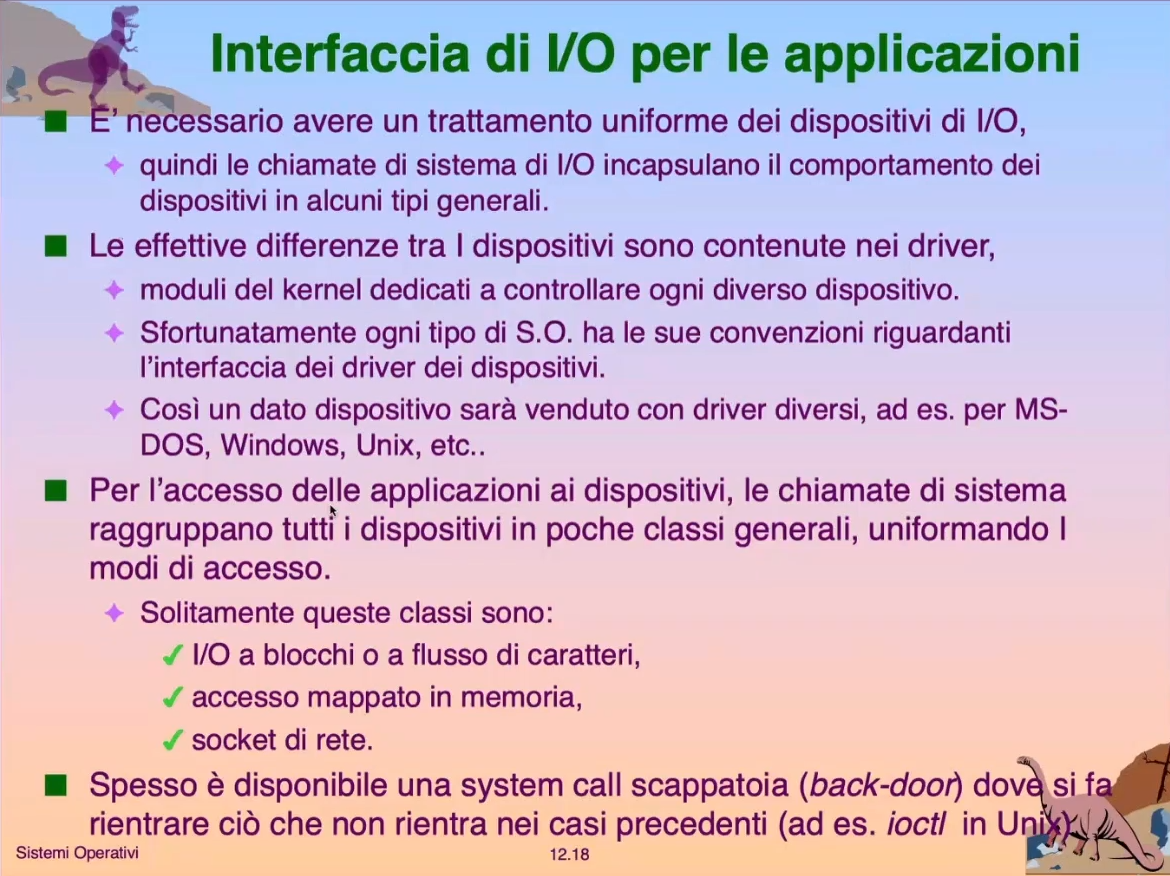 Interfaccia di I/O per le applicazioni
E' necessario avere un trattamento uniforme dei dispositivi di I/O,
quindi le chiamate di sistema di I/O incapsulano il comportamento dei
dispositivi in alcuni tipi generali.
Le effettive differenze tra I dispositivi sono contenute nei driver,
moduli del kernel dedicati a controllare ogni diverso dispositivo.
Sfortunatamente ogni tipo di S.O. ha le sue convenzioni riguardanti
l'interfaccia dei driver dei dispositivi.
Così un dato dispositivo sarà venduto con driver diversi, ad es. per MS-
DOS, Windows, Unix, etc..
Per l'accesso delle applicazioni ai dispositivi, le chiamate di sistema
raggruppano tutti i dispositivi in poche classi generali, uniformando I
modi di accesso.
Solitamente queste classi sono:
I/O a blocchi o a flusso di caratteri,
accesso mappato in memoria,
socket di rete.
Spesso è disponibile una system call scappatoia (back-door) dove si fa
rientrare ciò che non rientra nei casi precedenti (ad es. ioctl in Unix)
Sistemi Operativi
12.18